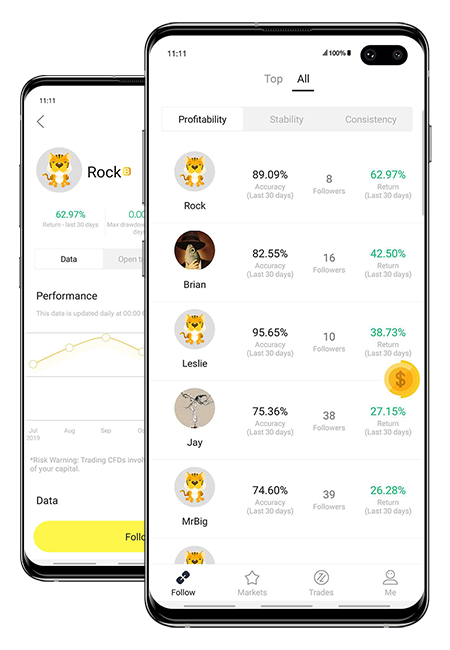 11:11
100%
Top All
Profitability Stability Consistency
89.09% 8 62.97%
Accuracy Followers Return
(Last 30 days) (Last 30 days)
Rock
82.55% 16 42.50%
Accuracy Followers Return
(Last 30 days) (Last 30 days)
Brian
95.65% 10 38.73%
Accuracy Followers Return
(Last 30 days) (Last 30 days)
Leslie
$
75.36% 38 27.15%
Accuracy Followers Return
(Last 30 days) (Last 30 days)
Jay
74.60% 39 26.28%
Accuracy Followers Return
(Last 30 days) (Last 30 days)
MrBig
Follow Markets Trades Me
11:11
Rock
62.97% 0.00
Return - last 30 days Max drawdown
Data Open
Performance
This data is updated daily at 00:00
Jul Aug Sep
2019
*Risk Warning: Trading CFDs
of your capital.
Data